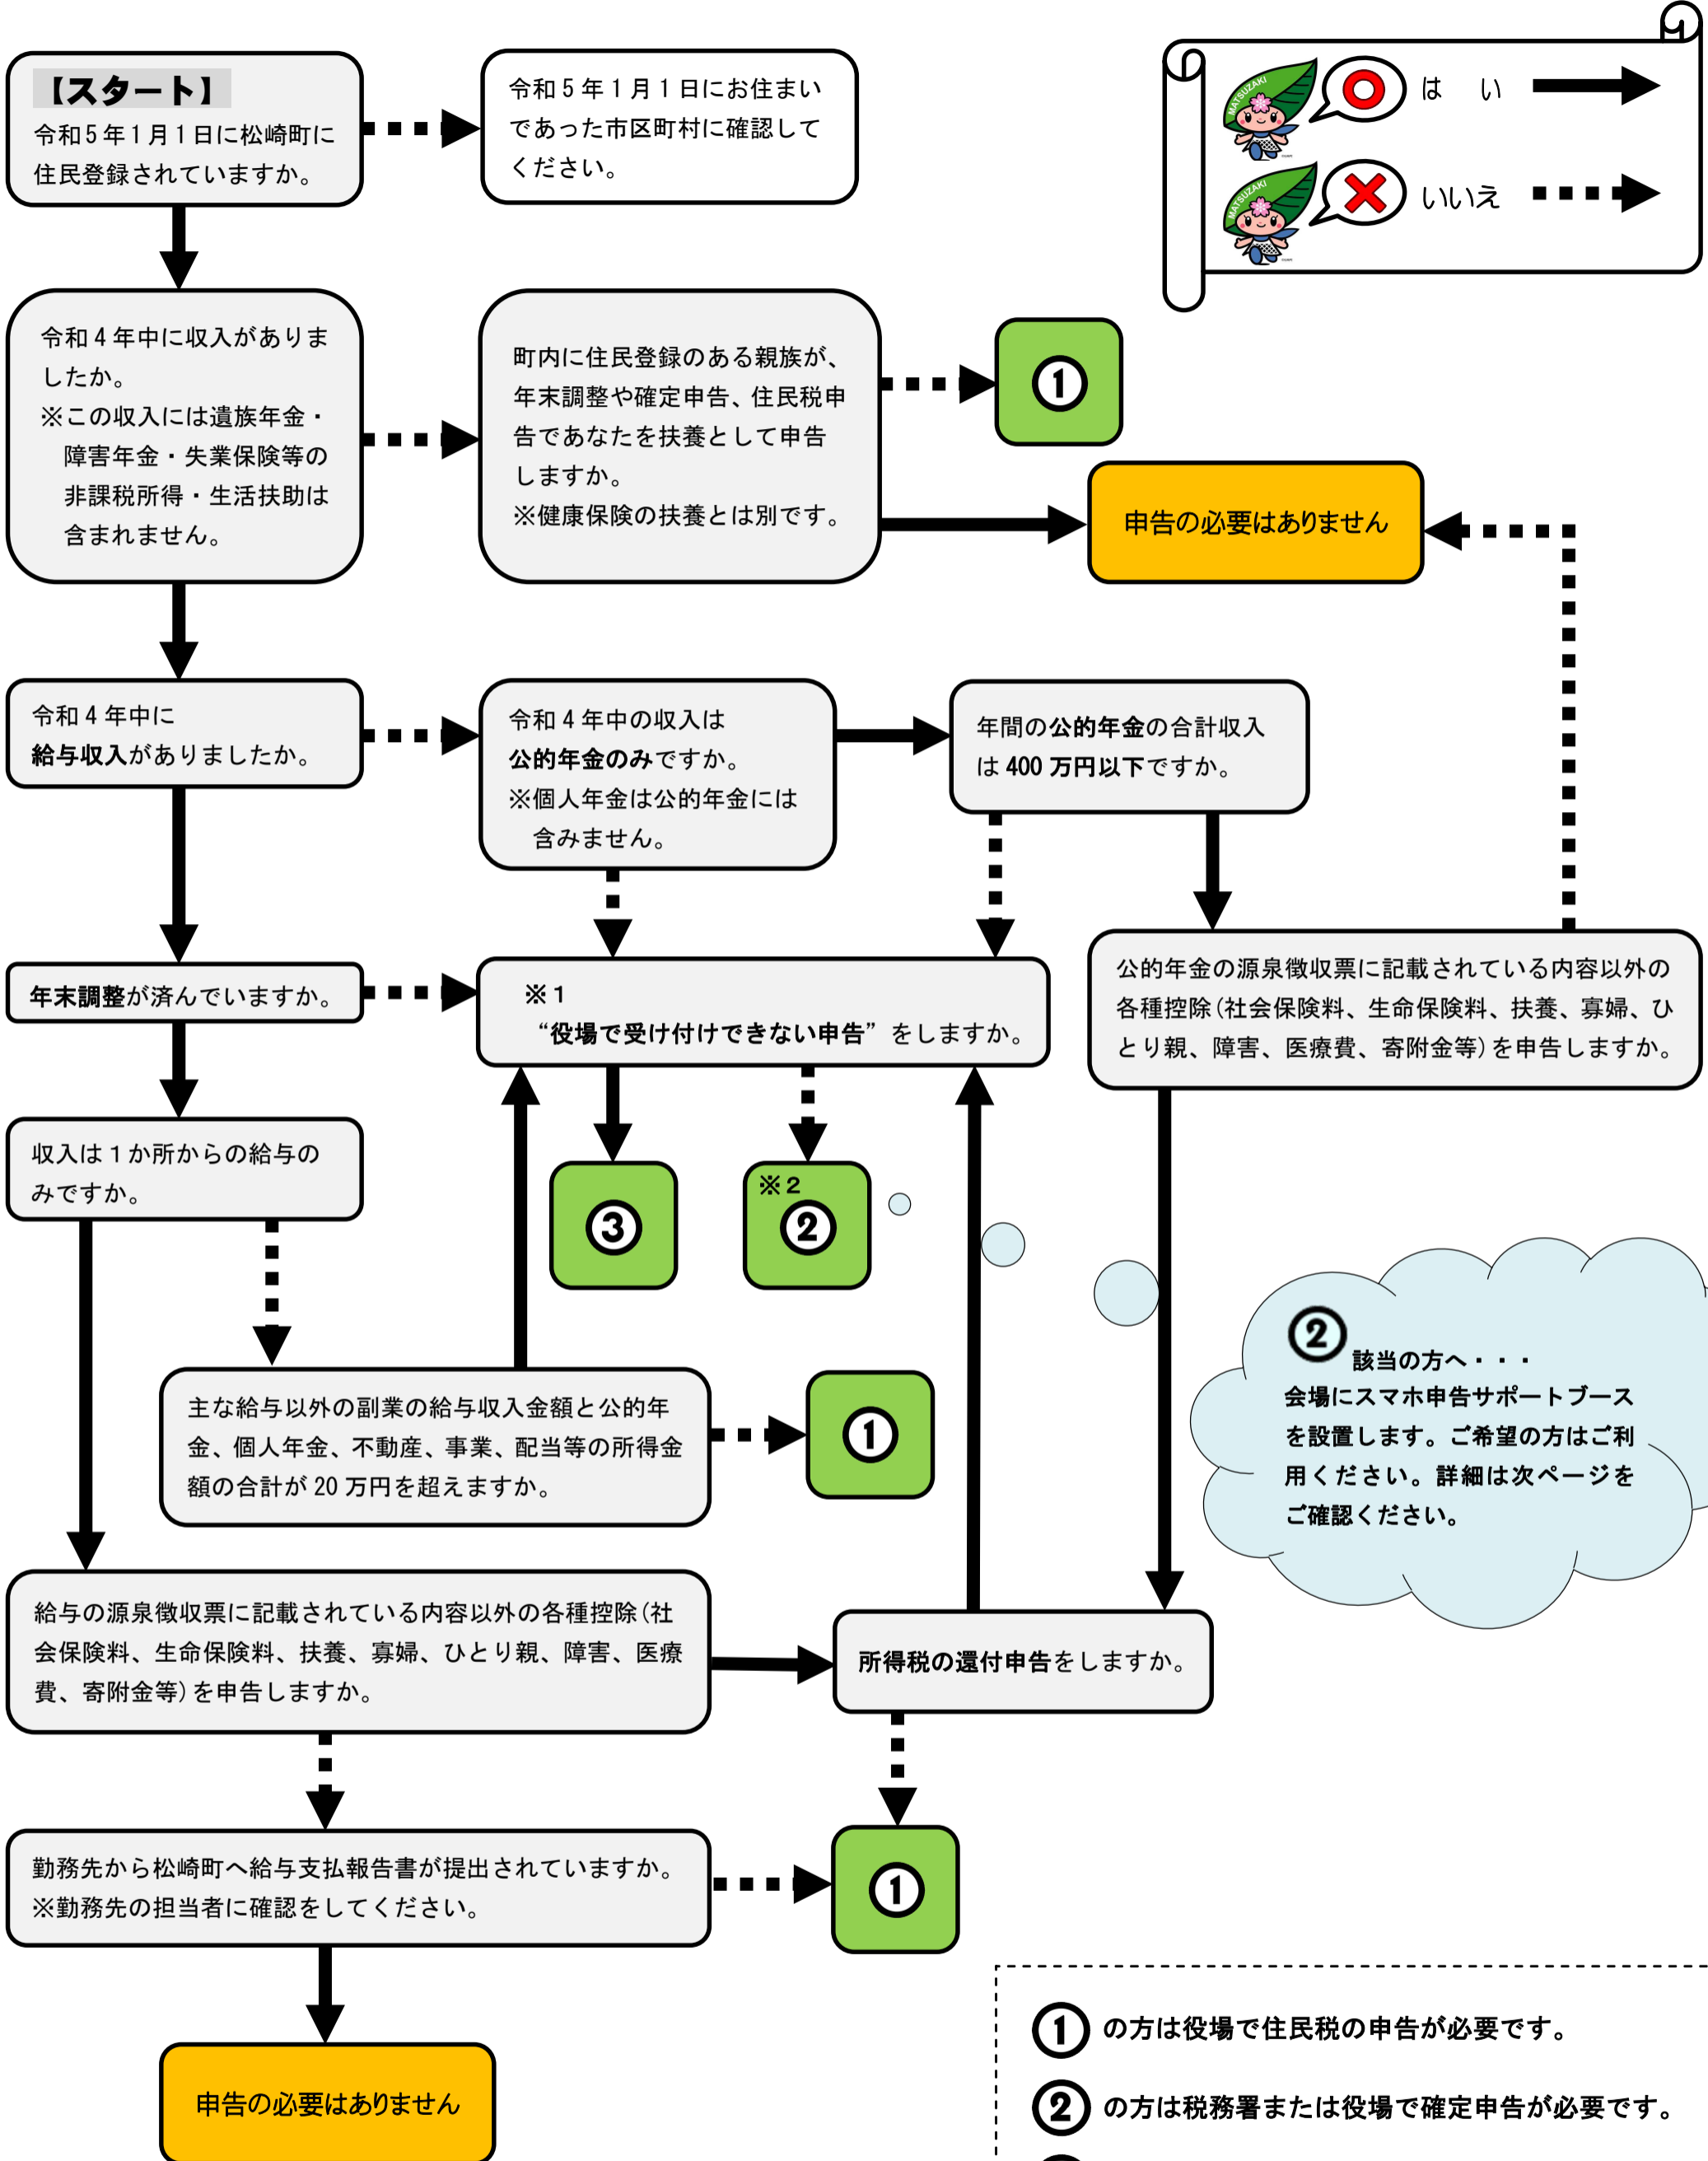 【スタート】
令和5年1月1日に松崎町に
住民登録されていますか。
令和5年1月1日にお住まい
であった市区町村に確認して
ください。
MATSUZAKI
は い
MATSUZAKI
いいえ
令和4年中に収入がありま
したか。
※この収入には遺族年金・
障害年金・失業保険等の
非課税所得・生活扶助は
含まれません。
町内に住民登録のある親族が、
年末調整や確定申告、住民税申
告であなたを扶養として申告
しますか。
※健康保険の扶養とは別です。
①
申告の必要はありません
令和4年中に
給与収入がありましたか。
令和4年中の収入は
公的年金のみですか。
※個人年金は公的年金には
含みません。
年間の公的年金の合計収入
は400万円以下ですか。
年末調整が済んでいますか。
※1
“役場で受け付けできない申告”をしますか。
公的年金の源泉徴収票に記載されている内容以外の
各種控除(社会保険料、生命保険料、扶養、寡婦、ひ
とり親、障害、医療費、寄附金等)を申告しますか。
収入は1か所からの給与の
みですか。
③
※2
②
②
該当の方へ・・・
会場にスマホ申告サポートブース
を設置します。ご希望の方はご利
用ください。詳細は次ページを
ご確認ください。
主な給与以外の副業の給与収入金額と公的年
金、個人年金、不動産、事業、配当等の所得金
額の合計が20万円を超えますか。
①
給与の源泉徴収票に記載されている内容以外の各種控除(社
会保険料、生命保険料、扶養、寡婦、ひとり親、障害、医療
費、寄附金等)を申告しますか。
所得税の還付申告をしますか。
勤務先から松崎町へ給与支払報告書が提出されていますか。
※勤務先の担当者に確認をしてください。
①
申告の必要はありません
①の方は役場で住民税の申告が必要です。
②の方は税務署または役場で確定申告が必要です。